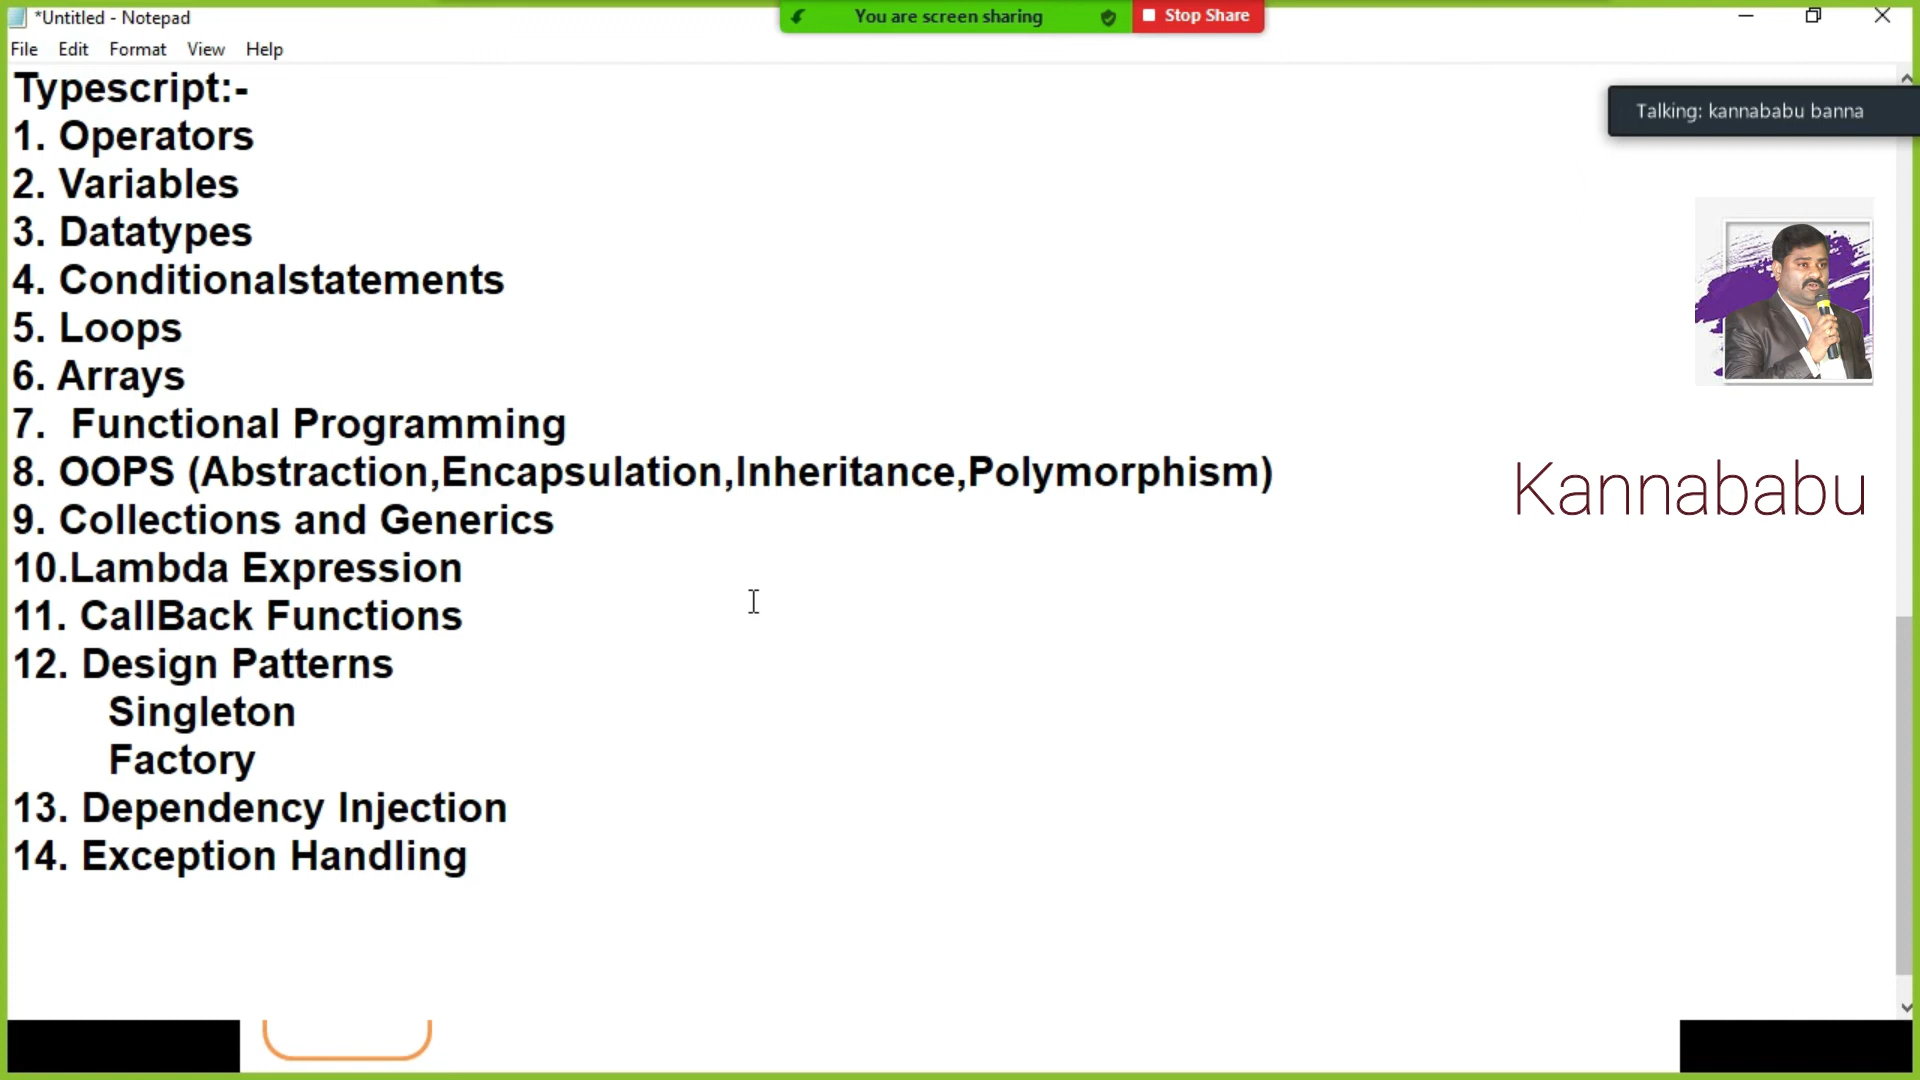 *Untitled - Notepad
You are screen sharing
Stop Share
File Edit Format View Help
Typescript:-
Talking: kannababu banna
1. Operators
2. Variables
3. Datatypes
4. Conditionalstatements
5. Loops
6. Arrays
7.  Functional Programming
8. OOPS (Abstraction,Encapsulation,Inheritance,Polymorphism)
Kannababu
9. Collections and Generics
10.Lambda Expression
11. CallBack Functions
12. Design Patterns
Singleton
Factory
13. Dependency Injection
14. Exception Handling